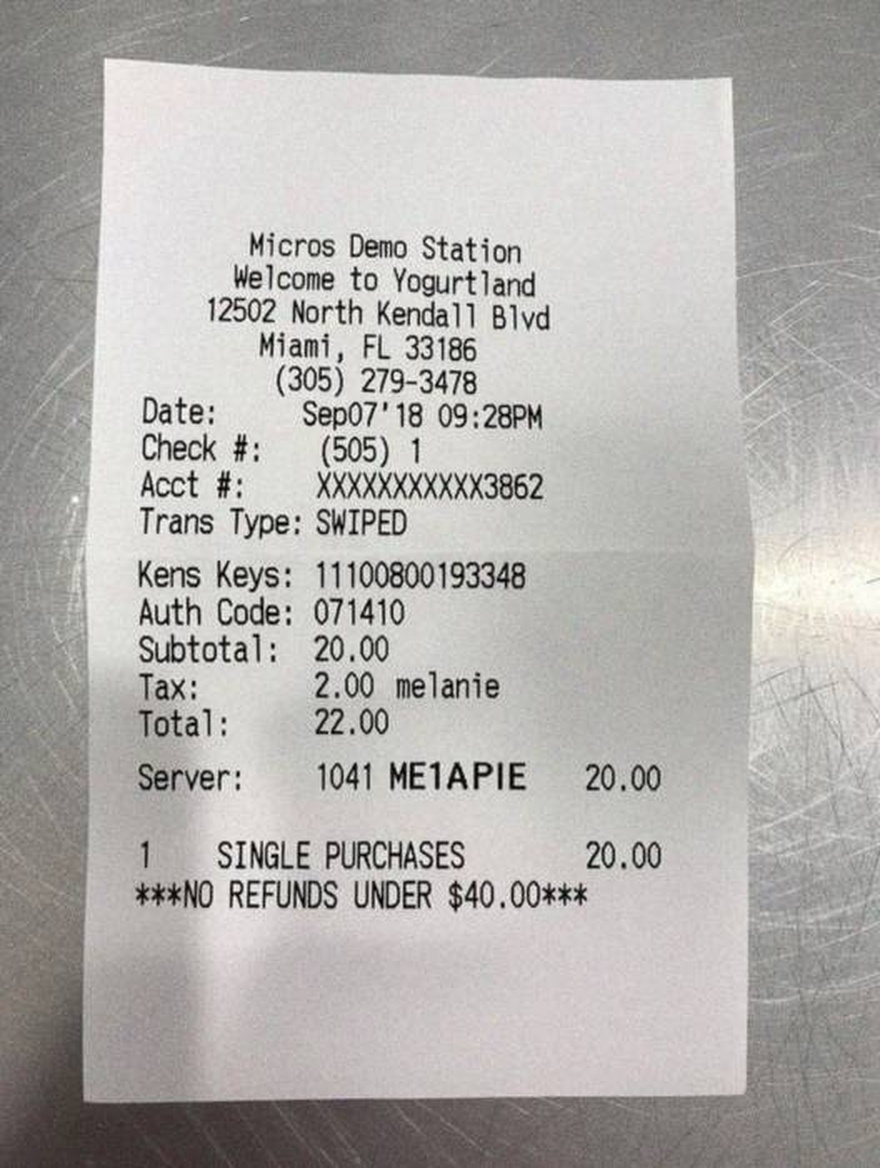 Micros Demo Station
Welcome to Yogurtland
12502 North Kendall Blvd
Miami, FL 33186
(305) 279-3478
Date: Sep07'18 09:28PM
Check #: (505) 1
Acct #: XXXXXXXXXXX3862
Trans Type: SWIPED
Kens Keys: 11100800193348
Auth Code: 071410
Subtotal: 20.00
Tax: 2.00 melanie
Total: 22.00
Server: 1041 ME1APIE 20.00
1 SINGLE PURCHASES 20.00
***NO REFUNDS UNDER $40.00***